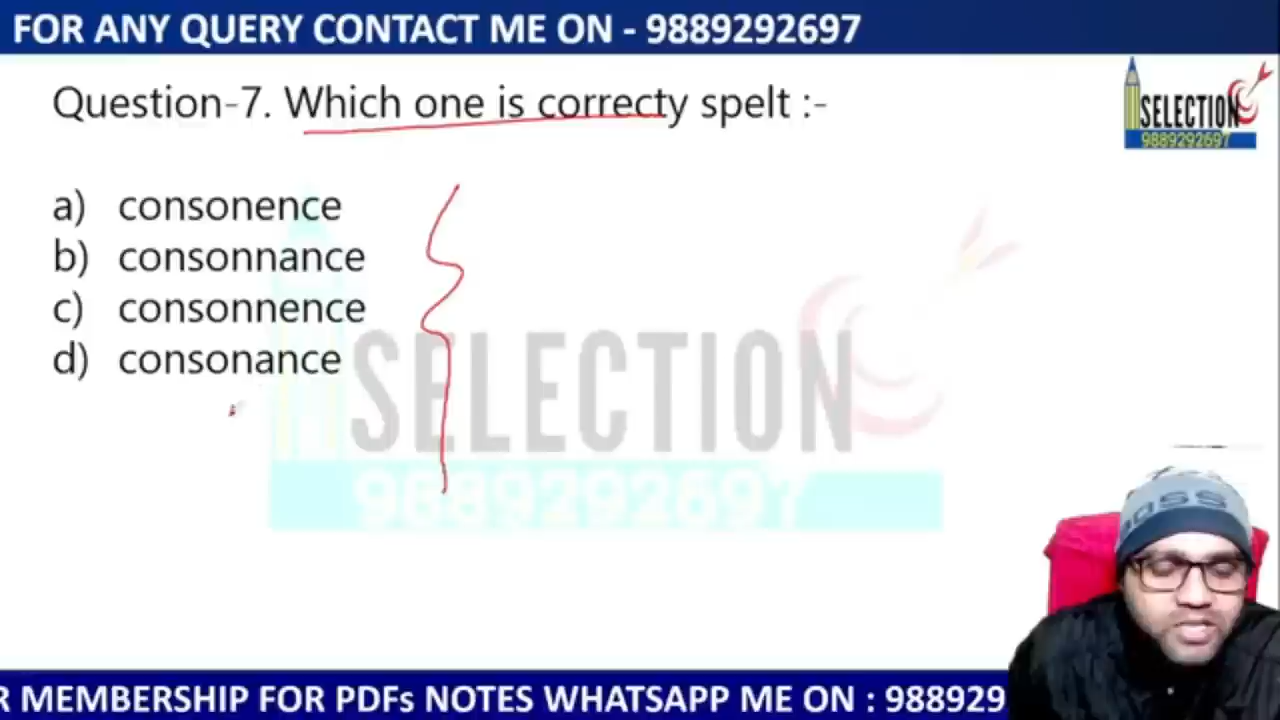 FOR ANY QUERY CONTACT ME ON - 9889292697
Question-7. Which one is correcty spelt :-
SELECTION
9889292697
a) consonence
b) consonnance
c) consonnence
d) consonance
SELECTION
9889292697
R MEMBERSHIP FOR PDFs NOTES WHATSAPP ME ON : 988929